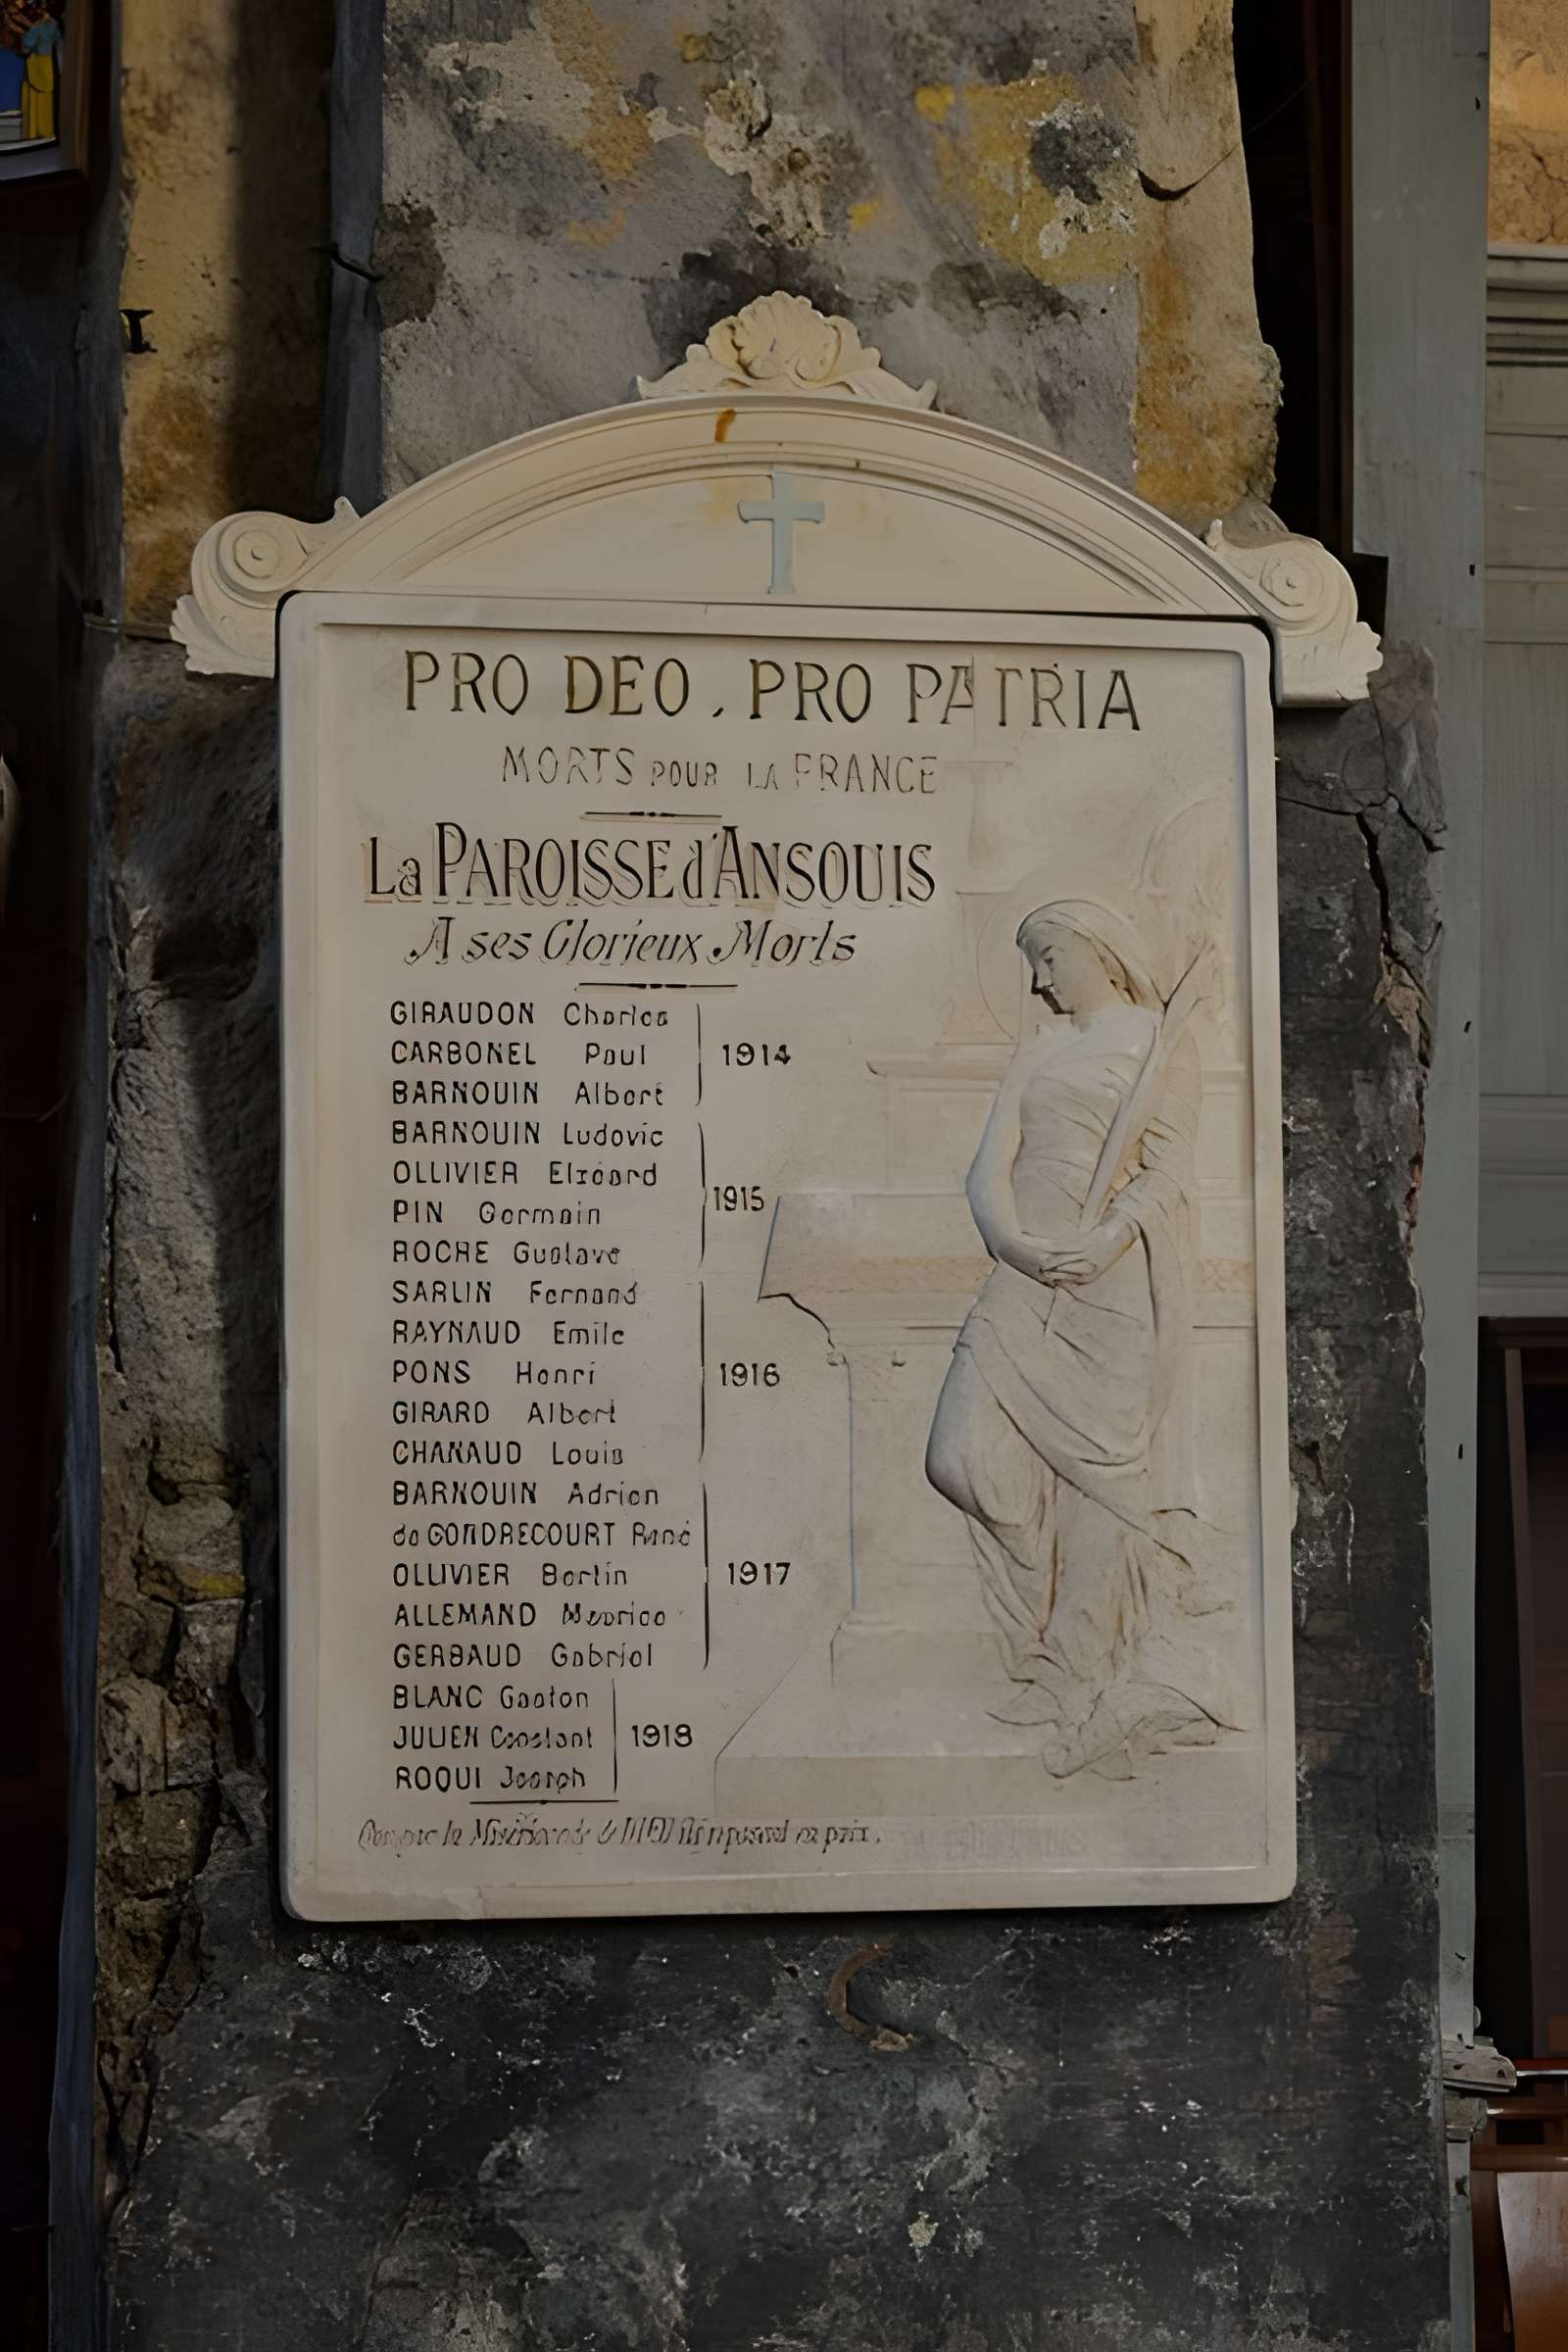 PRO DEO, PRO PATRIA
MORTS POUR LA FRANCE
La PAROISSE d'ANSOUIS
A ses Glorieux Morts
GIRAUDON Charles
CARBONEL Paul
BARNOUIN Albert
1914
BARNOUIN Ludovic
OLLIVIER Elzéard
PIN Germain
ROCHE Gustave
1915
SARLIN Fernand
RAYNAUD Emile
PONS Henri
GIRARD Albert
CHANAUD Louis
1916
BARNOUIN Adrien
de GONDRECOURT René
OLLIVIER Bertin
ALLEMAND Maurice
GERBAUD Gabriel
1917
BLANC Gaston
JULIEN Constant
ROQUI Joseph
1918